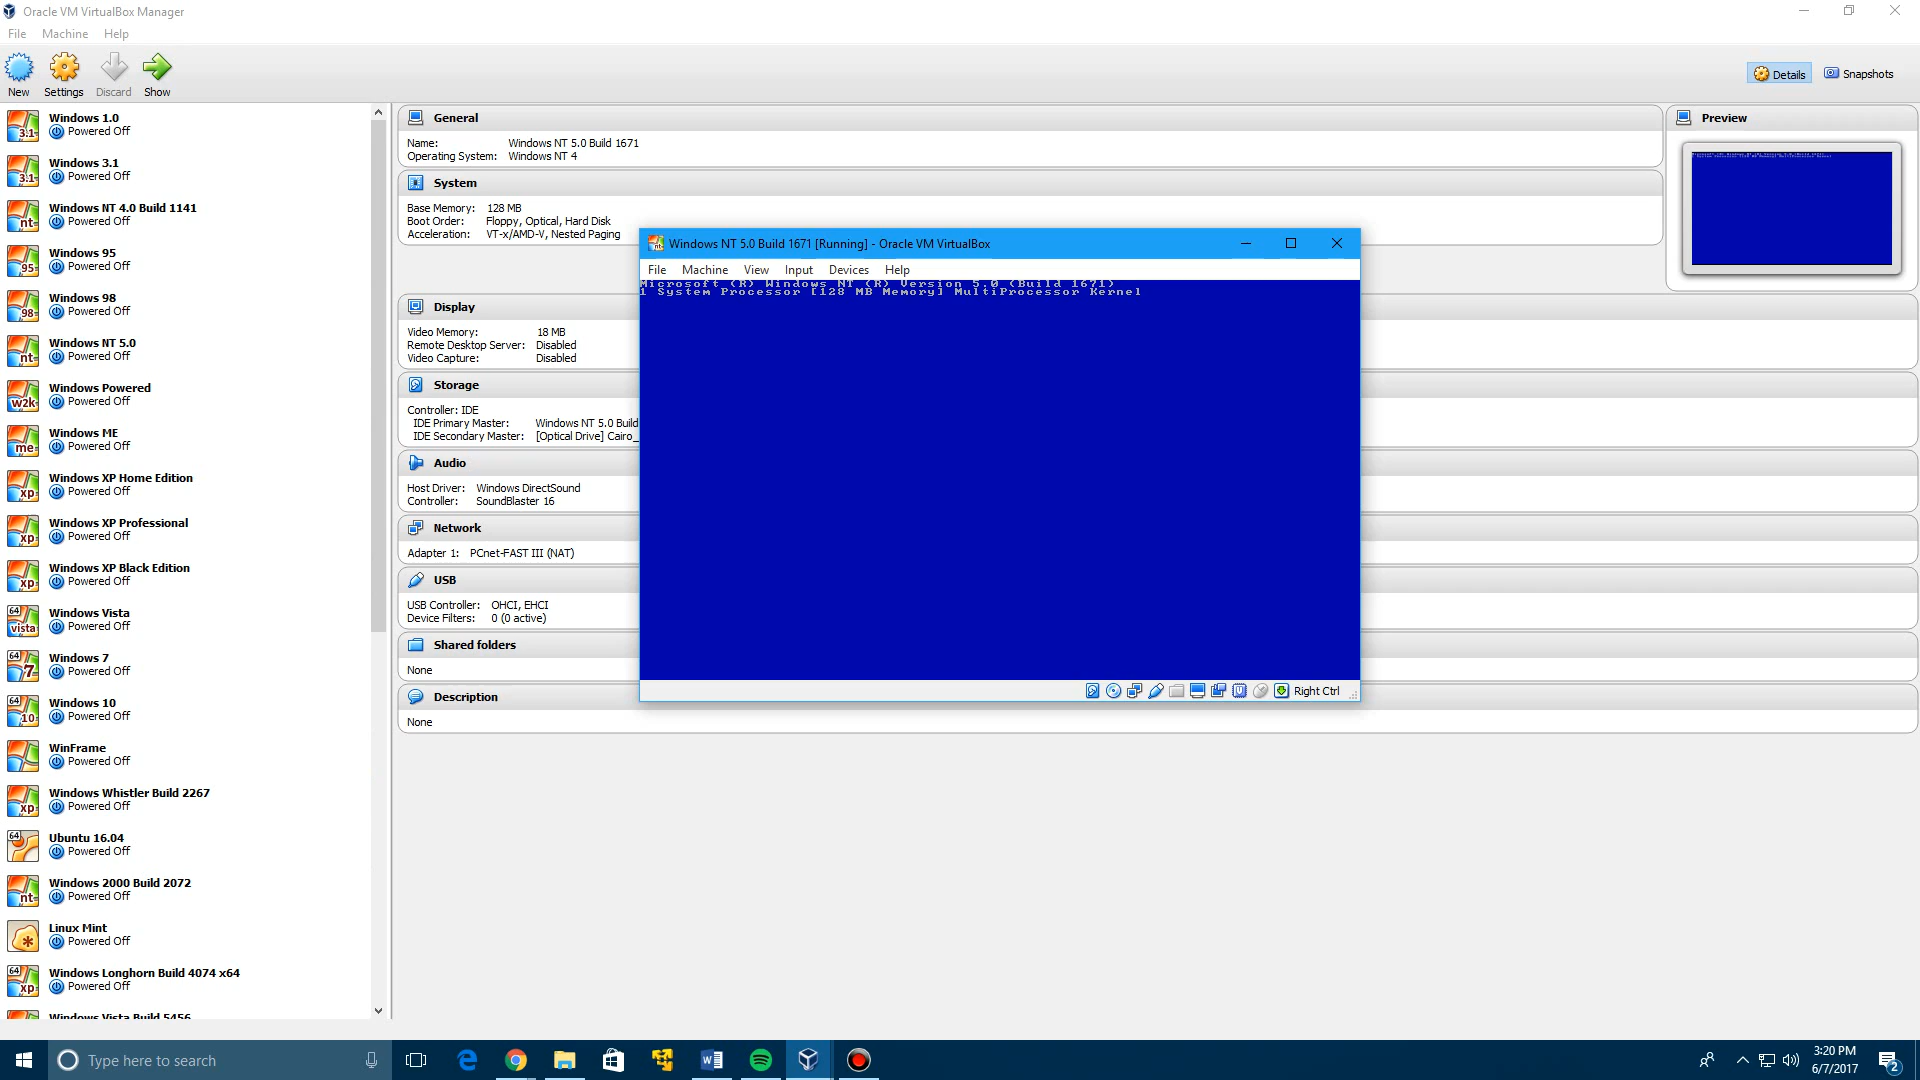 Oracle VM VirtualBox Manager
File Machine Help
New Settings Discard Show
Details Snapshots
Windows 1.0
Powered Off
Windows 3.1
Powered Off
Windows NT 4.0 Build 1141
Powered Off
Windows 95
Powered Off
Windows 98
Powered Off
Windows NT 5.0
Powered Off
Windows Powered
Powered Off
Windows ME
Powered Off
Windows XP Home Edition
Powered Off
Windows XP Professional
Powered Off
Windows XP Black Edition
Powered Off
Windows Vista
Powered Off
Windows 7
Powered Off
Windows 10
Powered Off
WinFrame
Powered Off
Windows Whistler Build 2267
Powered Off
Ubuntu 16.04
Powered Off
Windows 2000 Build 2072
Powered Off
Linux Mint
Powered Off
Windows Longhorn Build 4074 x64
Powered Off
Windows Vista Build 5456
General
Name: Windows NT 5.0 Build 1671
Operating System: Windows NT 4
System
Base Memory: 128 MB
Boot Order: Floppy, Optical, Hard Disk
Acceleration: VT-x/AMD-V, Nested Paging
Display
Video Memory: 18 MB
Remote Desktop Server: Disabled
Video Capture: Disabled
Storage
Controller: IDE
IDE Primary Master: Windows NT 5.0 Build
IDE Secondary Master: [Optical Drive] Cairo_
Audio
Host Driver: Windows DirectSound
Controller: SoundBlaster 16
Network
Adapter 1: PCnet-FAST III (NAT)
USB
USB Controller: OHCI, EHCI
Device Filters: 0 (0 active)
Shared folders
None
Description
None
Preview
Windows NT 5.0 Build 1671 [Running] - Oracle VM VirtualBox
File Machine View Input Devices Help
Microsoft (R) Windows NT (R) Version 5.0 (Build 1671)
1 System Processor [128 MB Memory] MultiProcessor Kernel
Right Ctrl
Type here to search
3:20 PM
6/7/2017
2